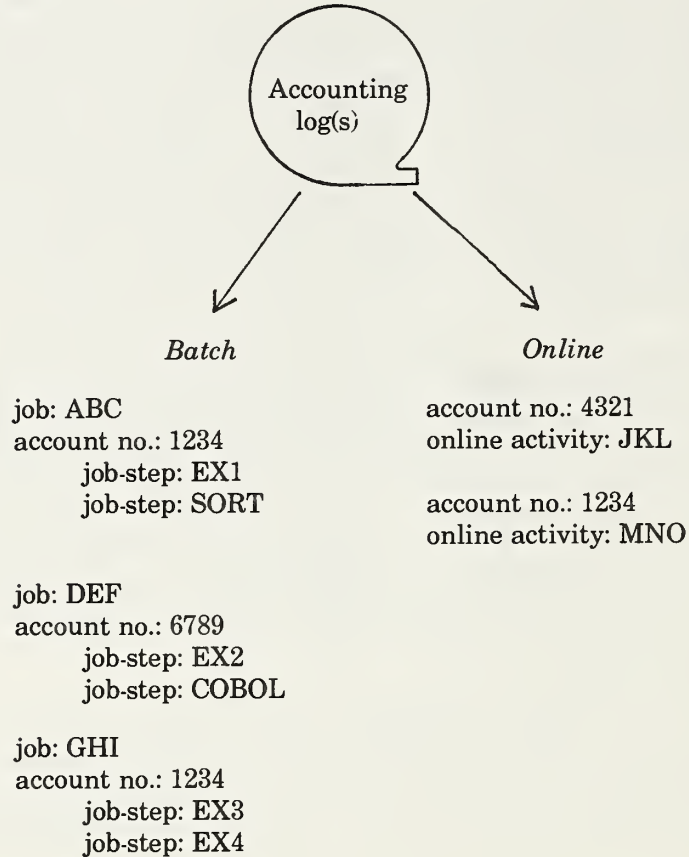 Accounting
log(s)
Batch
job: ABC
account no.: 1234
job-step: EX1
job-step: SORT
job: DEF
account no.: 6789
job-step: EX2
job-step: COBOL
job: GHI
account no.: 1234
job-step: EX3
job-step: EX4
Online
account no.: 4321
online activity: JKL
account no.: 1234
online activity: MNO